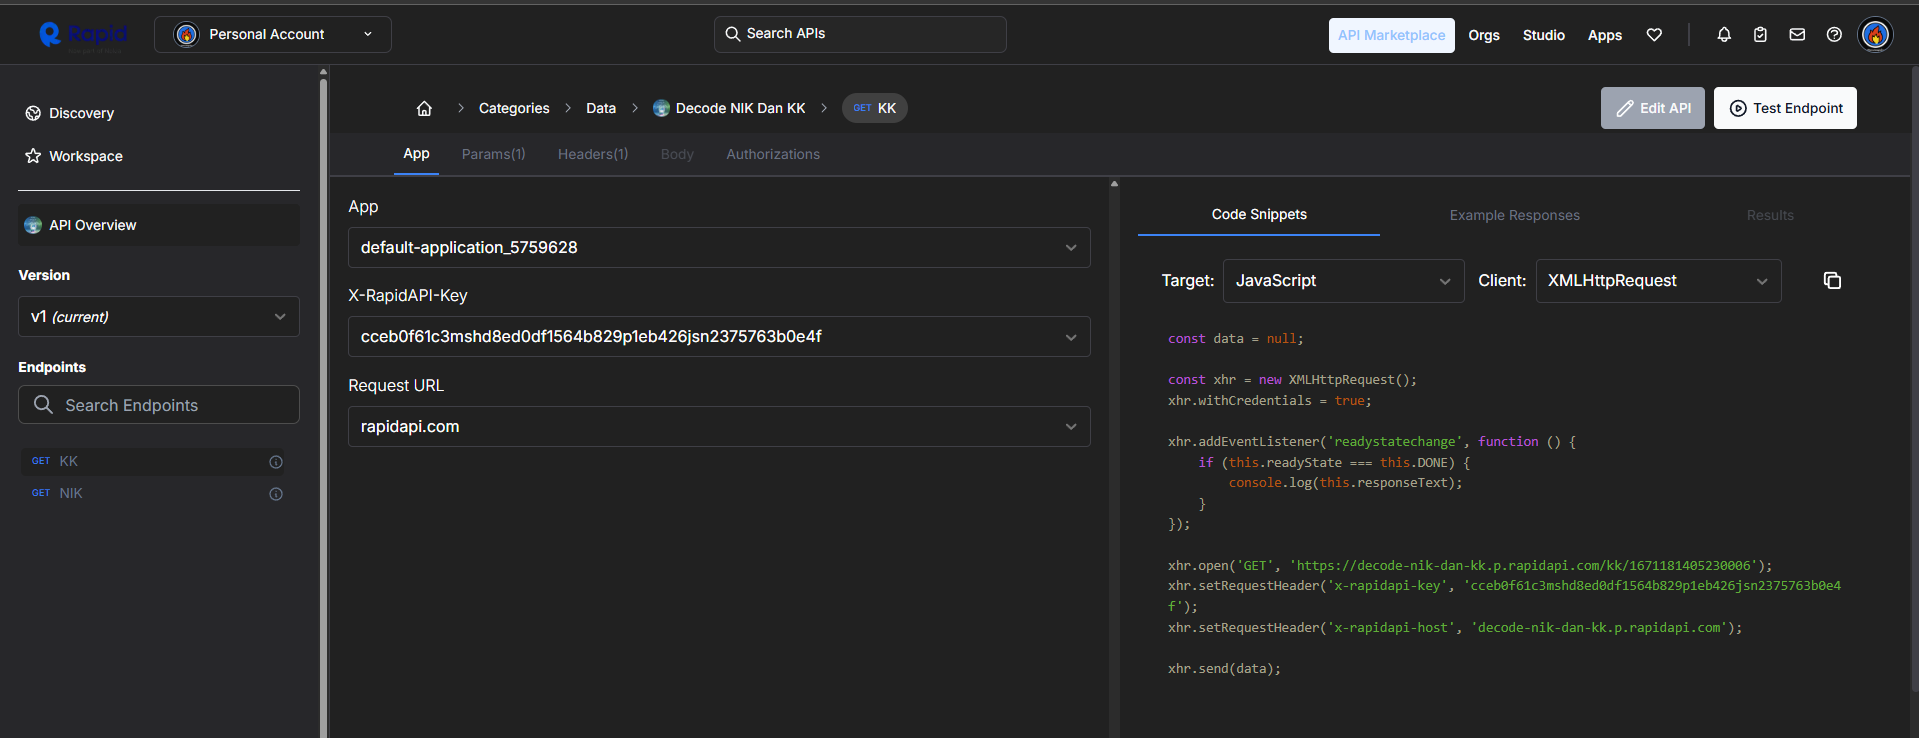 Rapid
Personal Account
Search APIs
API Marketplace
Orgs
Studio
Apps
Discovery
Workspace
API Overview
Version
v1 (current)
Endpoints
Search Endpoints
GET KK
GET NIK
Categories
Data
Decode NIK Dan KK
GET KK
Edit API
Test Endpoint
App
Params(1)
Headers(1)
Body
Authorizations
App
default-application_5759628
X-RapidAPI-Key
cceb0f61c3mshd8ed0df1564b829p1eb426jsn2375763b0e4f
Request URL
rapidapi.com
Code Snippets
Example Responses
Results
Target: JavaScript
Client: XMLHttpRequest
const data = null;
const xhr = new XMLHttpRequest();
xhr.withCredentials = true;
xhr.addEventListener('readystatechange', function () {
if (this.readyState === this.DONE) {
console.log(this.responseText);
}
});
xhr.open('GET', 'https://decode-nik-dan-kk.p.rapidapi.com/kk/1671181405230006');
xhr.setRequestHeader('x-rapidapi-key', 'cceb0f61c3mshd8ed0df1564b829p1eb426jsn2375763b0e4
f');
xhr.setRequestHeader('x-rapidapi-host', 'decode-nik-dan-kk.p.rapidapi.com');
xhr.send(data);